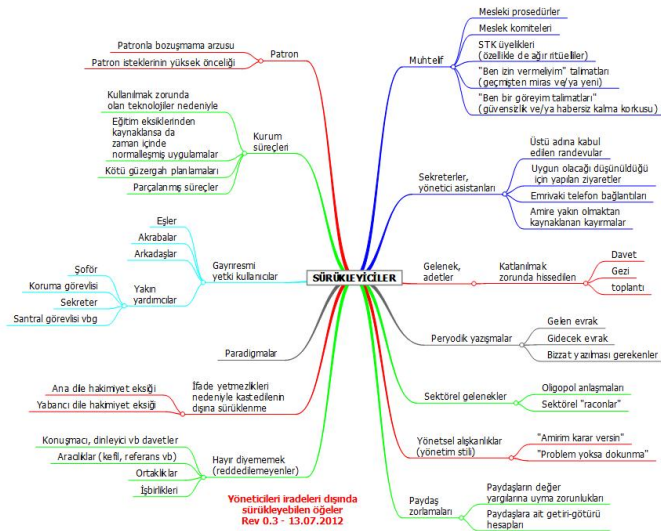 Patronla bozuşmama arzusu
Patron isteklerinin yüksek önceliği
Patron
Kullanılmak zorunda
olan teknolojiler nedeniyle
Eğitim eksiklerinden
kaynaklansa da
zaman içinde
normalleşmiş uygulamalar
Kötü güzergah planlamaları
Parçalanmış süreçler
Kurum
süreçleri
Eşler
Akrabalar
Arkadaşlar
Şoför
Koruma görevlisi
Sekreter
Santral görevlisi vbg
Yakın
yardımcılar
Gayrıresmi
yetki kullanıcılar
Paradigmalar
Ana dile hakimiyet eksiği
Yabancı dile hakimiyet eksiği
İfade yetmezlikleri
nedeniyle kastedilenin
dışına sürüklenme
Konuşmacı, dinleyici vb davetler
Aracılıklar (kefil, referans vb)
Ortaklıklar
İşbirlikleri
Hayır diyememek
(reddedilemeyenler)
SÜRÜKLEYİCİLER
Muhtelif
Mesleki prosedürler
Meslek komiteleri
STK üyelikleri
(özellikle de ağır ritüelliler)
"Ben izin vermeliyim" talimatları
(geçmişten miras ve/ya yeni)
"Ben bir göreyim talimatları"
(güvensizlik ve/ya habersiz kalma korkusu)
Sekreterler,
yönetici asistanları
Üstü adına kabul
edilen randevular
Uygun olacağı düşünüldüğü
için yapılan ziyaretler
Emrivaki telefon bağlantıları
Amire yakın olmaktan
kaynaklanan kayırmalar
Gelenek,
adetler
Katlanılmak
zorunda hissedilen
Davet
Gezi
toplantı
Peryodik yazışmalar
Gelen evrak
Gidecek evrak
Bizzat yazılması gerekenler
Sektörel gelenekler
Oligopol anlaşmaları
Sektörel "raconlar"
Yönetsel alışkanlıklar
(yönetim stili)
"Amirim karar versin"
"Problem yoksa dokunma"
Paydaş
zorlamaları
Paydaşların değer
yargılarına uyma zorunlukları
Paydaşlara ait getiri-götürü
hesapları
Yöneticileri iradeleri dışında
sürükleyebilen öğeler
Rev 0.3 - 13.07.2012